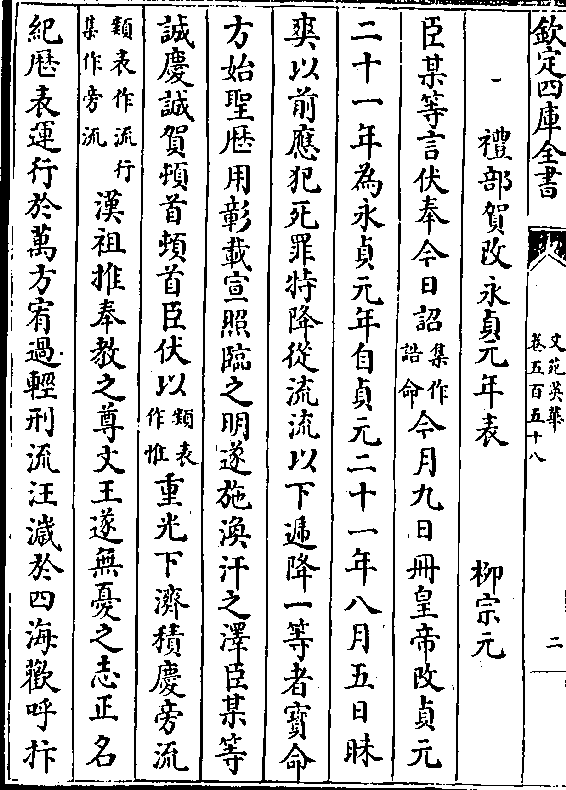 欽定四庫全書
文苑英華
卷五百五十八
二
禮部賀改永貞元年表　柳宗元
臣某等言伏奉今日詔集作誥命今月九日冊皇帝改貞元
二十一年為永貞元年自貞元二十一年八月五日昧
爽以前應犯死罪特降從流流以下遞降一等者寳命
方始聖厯用彰載宣照臨之明遂施渙汗之澤臣某等
誠慶誠賀頓首頓首臣伏以類表作惟重光下濟積慶旁流
類表作流行集作旁流漢祖推奉教之尊文王遂無憂之志正名
紀厯表運行於萬方宥過輕刑流汪濊於四海歡呼抃